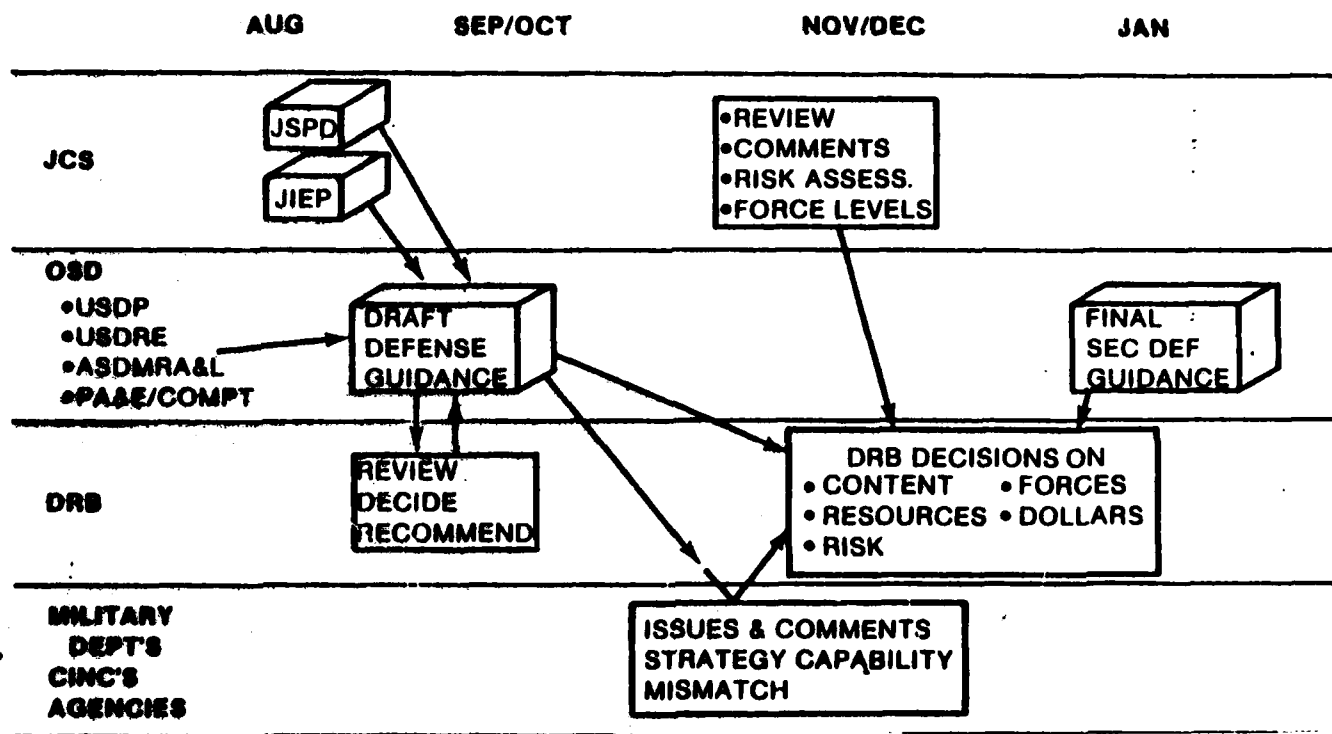 AUG SEP/OCT NOV/DEC JAN
JCS
JSPD
JIEP
•REVIEW
•COMMENTS
•RISK ASSESS.
•FORCE LEVELS
OSD
•USDP
•USDRE
•ASDMRA&L
•PA&E/COMPT
DRAFT
DEFENSE
GUIDANCE
FINAL
SEC DEF
GUIDANCE
DRB
REVIEW
DECIDE
RECOMMEND
DRB DECISIONS ON
• CONTENT • FORCES
• RESOURCES • DOLLARS
• RISK
MILITARY
DEPT'S
CINC'S
AGENCIES
ISSUES & COMMENTS
STRATEGY CAPABILITY
MISMATCH